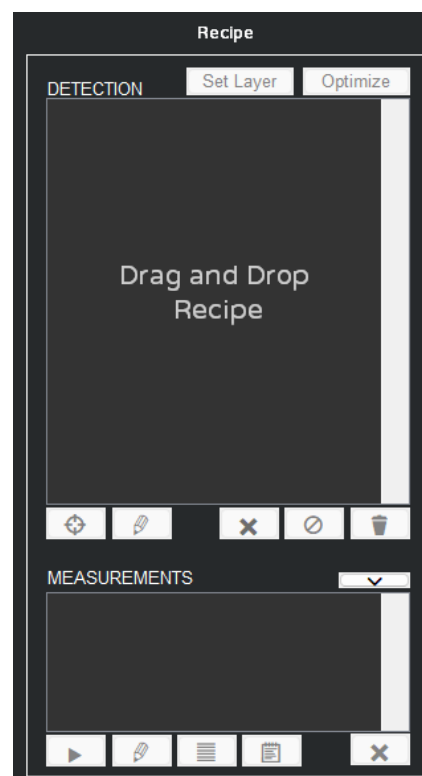 Recipe
DETECTION
Set Layer
Optimize
Drag and Drop
Recipe
MEASUREMENTS